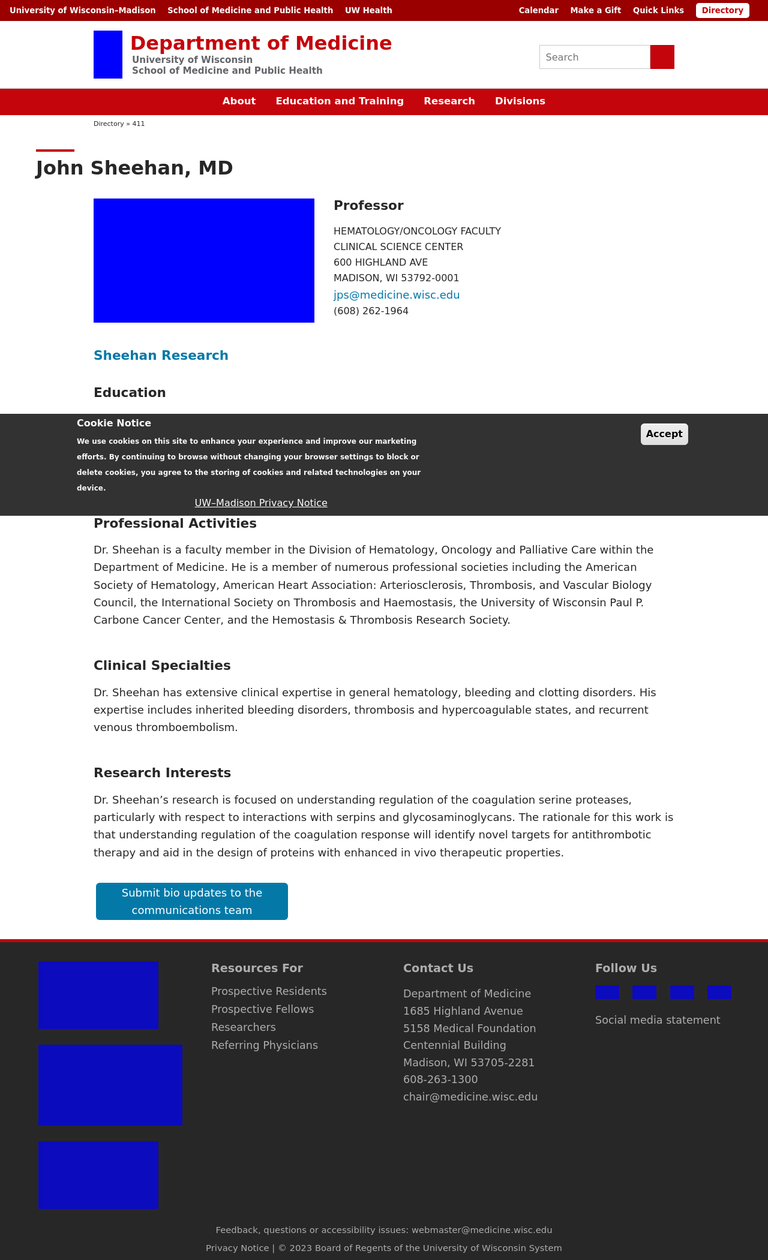 University of Wisconsin–Madison School of Medicine and Public Health UW Health Calendar Make a Gift Quick Links Directory
Department of Medicine
University of Wisconsin
School of Medicine and Public Health
Search
About Education and Training Research Divisions
Directory » 411
John Sheehan, MD
Professor
HEMATOLOGY/ONCOLOGY FACULTY
CLINICAL SCIENCE CENTER
600 HIGHLAND AVE
MADISON, WI 53792-0001
jps@medicine.wisc.edu
(608) 262-1964
Sheehan Research
Education
Cookie Notice
We use cookies on this site to enhance your experience and improve our marketing
efforts. By continuing to browse without changing your browser settings to block or
delete cookies, you agree to the storing of cookies and related technologies on your
device.
UW–Madison Privacy Notice
Accept
Professional Activities
Dr. Sheehan is a faculty member in the Division of Hematology, Oncology and Palliative Care within the
Department of Medicine. He is a member of numerous professional societies including the American
Society of Hematology, American Heart Association: Arteriosclerosis, Thrombosis, and Vascular Biology
Council, the International Society on Thrombosis and Haemostasis, the University of Wisconsin Paul P.
Carbone Cancer Center, and the Hemostasis & Thrombosis Research Society.
Clinical Specialties
Dr. Sheehan has extensive clinical expertise in general hematology, bleeding and clotting disorders. His
expertise includes inherited bleeding disorders, thrombosis and hypercoagulable states, and recurrent
venous thromboembolism.
Research Interests
Dr. Sheehan’s research is focused on understanding regulation of the coagulation serine proteases,
particularly with respect to interactions with serpins and glycosaminoglycans. The rationale for this work is
that understanding regulation of the coagulation response will identify novel targets for antithrombotic
therapy and aid in the design of proteins with enhanced in vivo therapeutic properties.
Submit bio updates to the
communications team
Resources For
Prospective Residents
Prospective Fellows
Researchers
Referring Physicians
Contact Us
Department of Medicine
1685 Highland Avenue
5158 Medical Foundation
Centennial Building
Madison, WI 53705-2281
608-263-1300
chair@medicine.wisc.edu
Follow Us
Social media statement
Feedback, questions or accessibility issues: webmaster@medicine.wisc.edu
Privacy Notice | © 2023 Board of Regents of the University of Wisconsin System